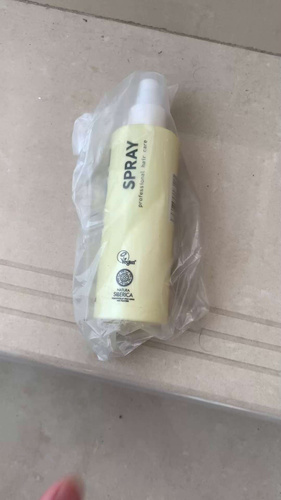 SPRAY
professional hair care
vegan
NATURA
SIBERICA